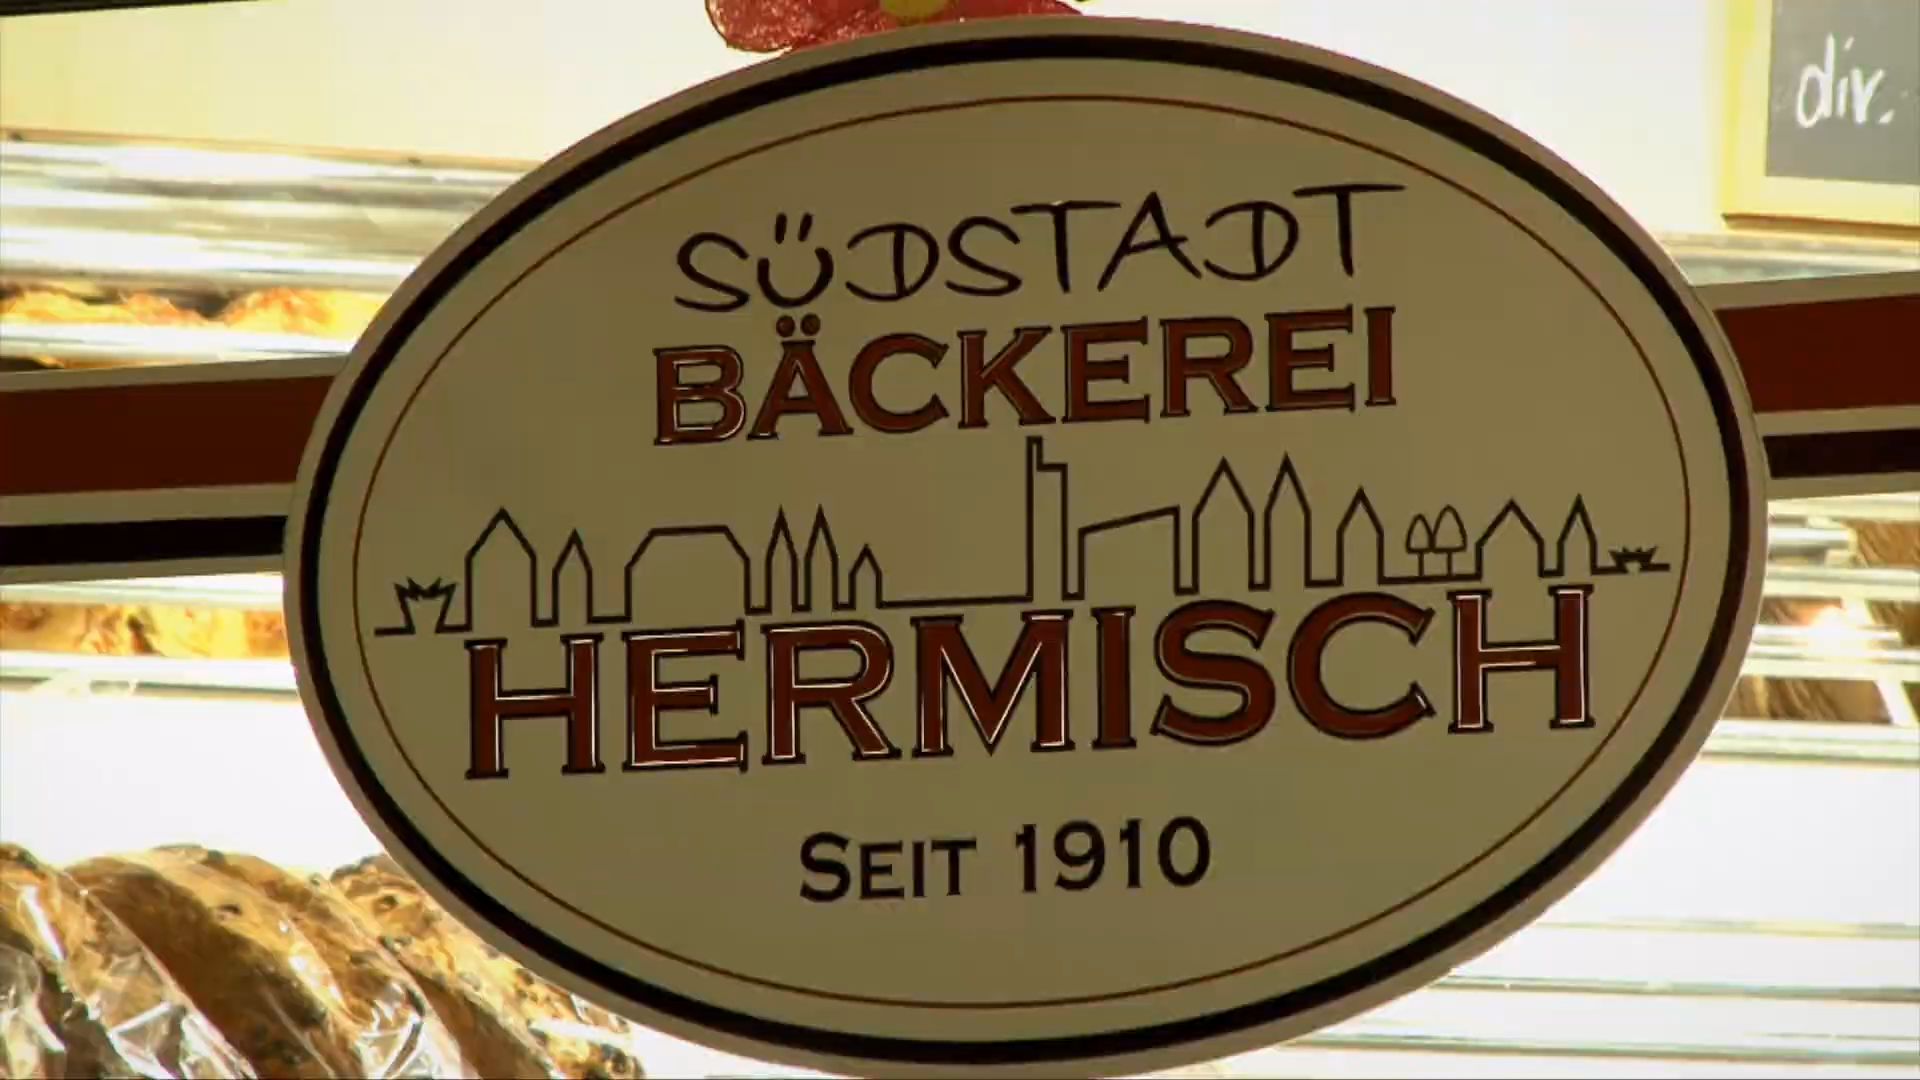 SÜDSTADT
BÄCKEREI
HERMISCH
SEIT 1910
div.